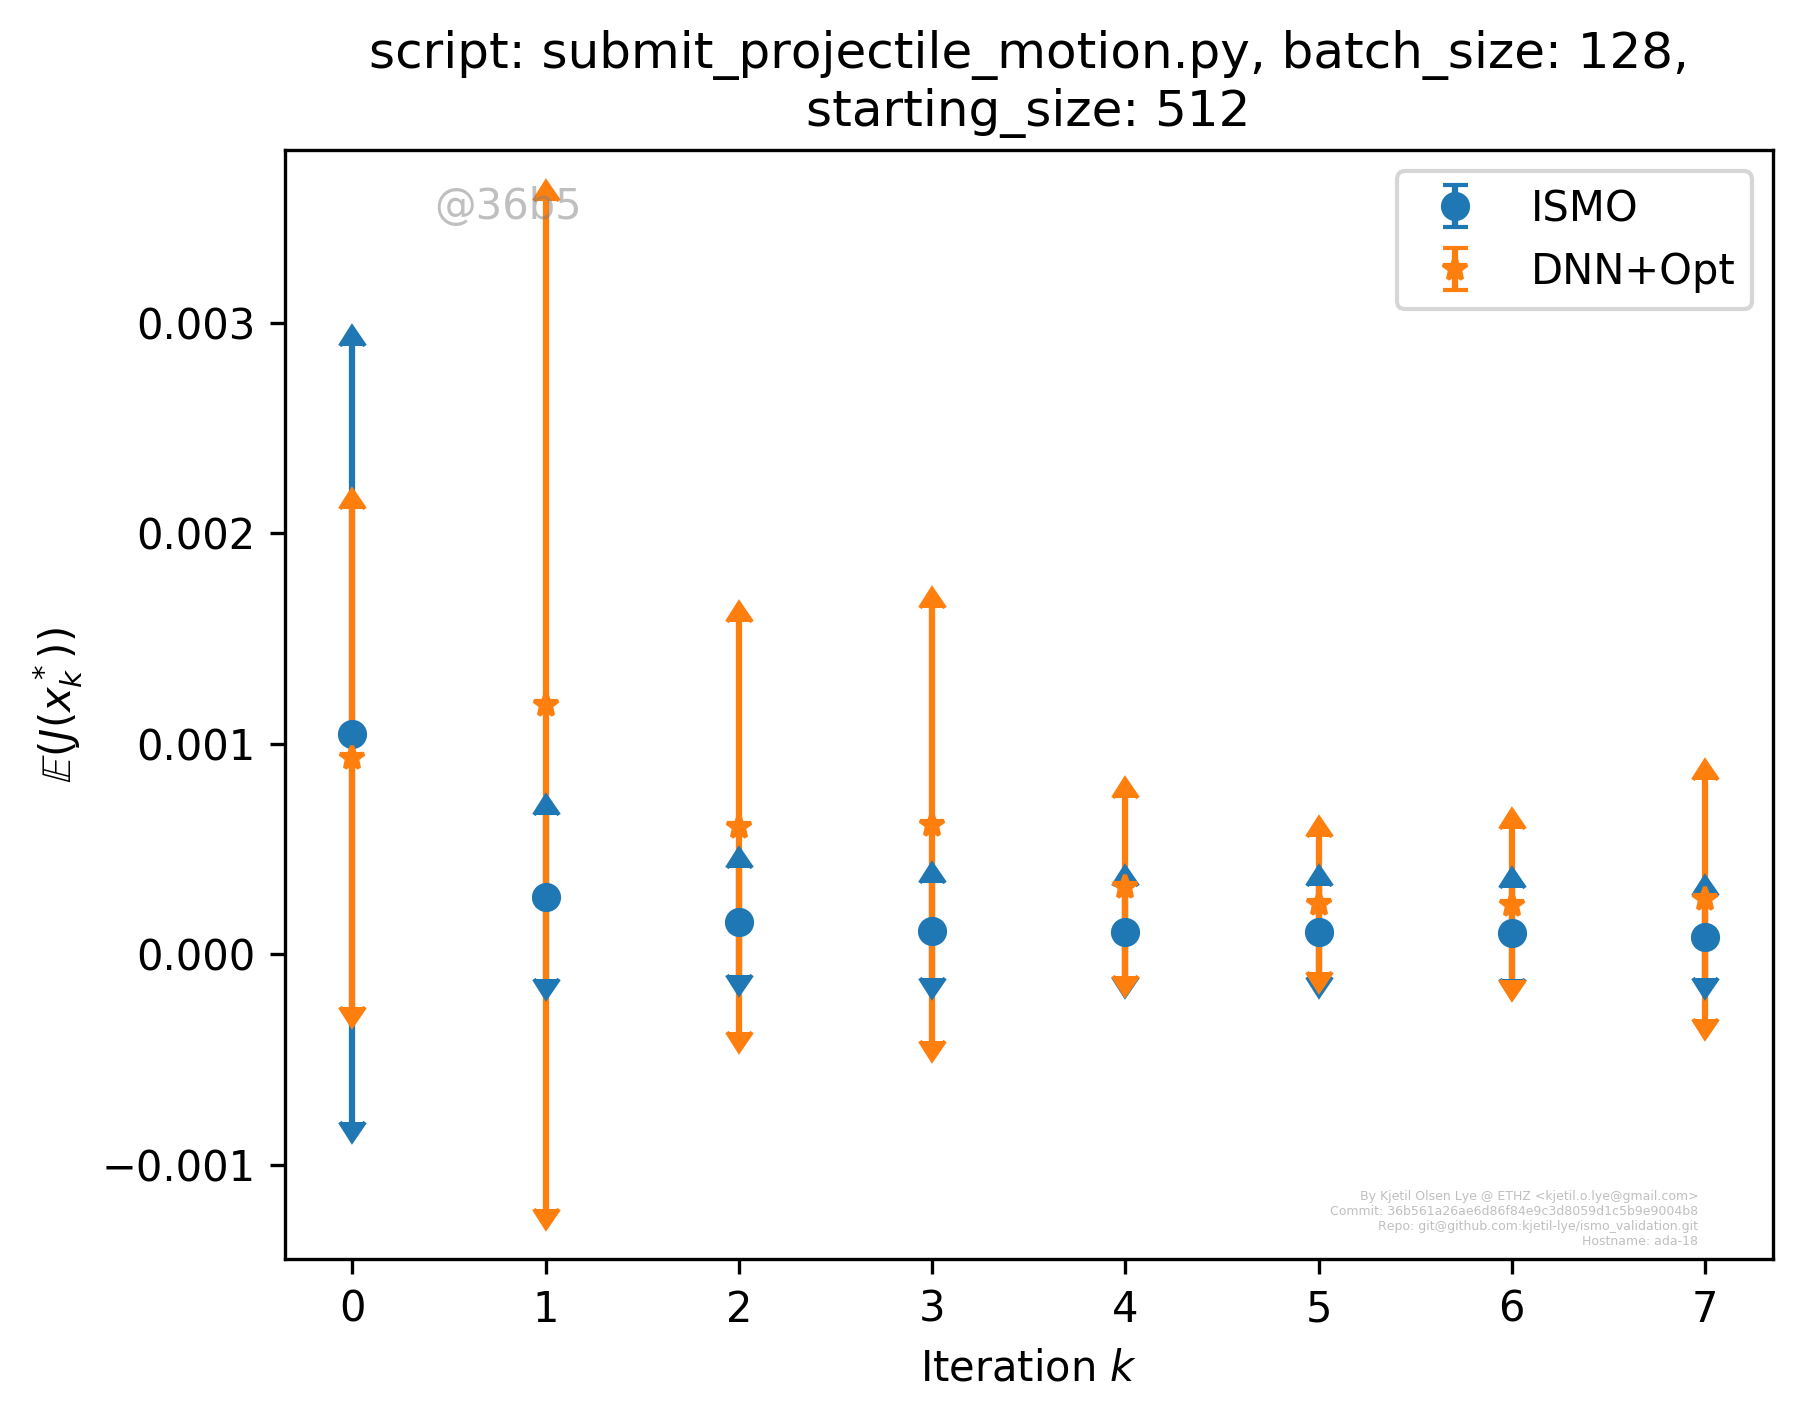 script: submit_projectile_motion.py, batch_size: 128,
starting_size: 512
@36b5
ISMO
DNN+Opt
0.003
0.002
0.001
0.000
−0.001
𝔼(J(x*k))
0
1
2
3
4
5
6
7
Iteration k
By Kjetil Olsen Lye @ ETHZ <kjetil.o.lye@gmail.com>
Commit: 36b561a26ae6d86f84e9c3d8059d1c5b9e9004b8
Repo: git@github.com:kjetil-lye/ismo_validation.git
Hostname: ada-18